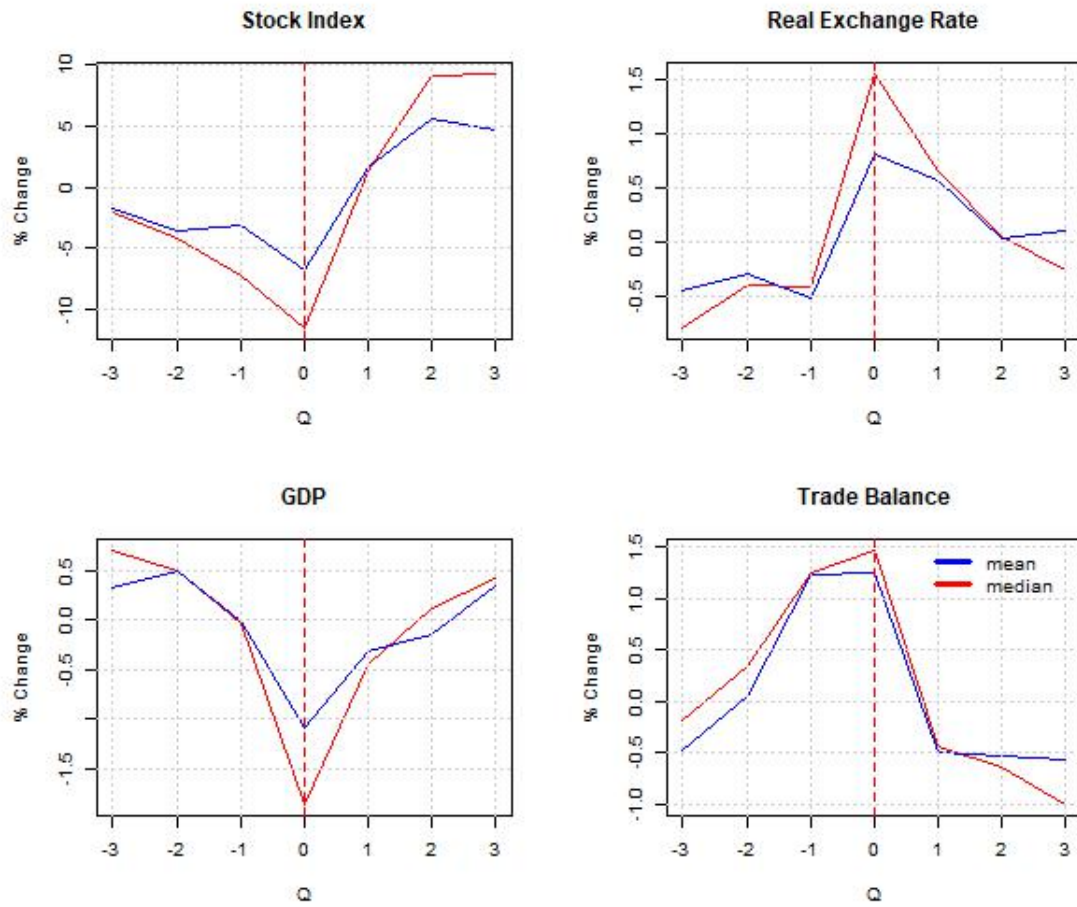 Stock Index
% Change
10
5
0
-5
-10
-3 -2 -1 0 1 2 3
Q
Real Exchange Rate
% Change
1.5
1.0
0.5
0.0
-0.5
-3 -2 -1 0 1 2 3
Q
GDP
% Change
0.5
0.0
-0.5
-1.5
-3 -2 -1 0 1 2 3
Q
Trade Balance
% Change
1.5
1.0
0.5
0.0
-0.5
-1.0
mean
median
-3 -2 -1 0 1 2 3
Q